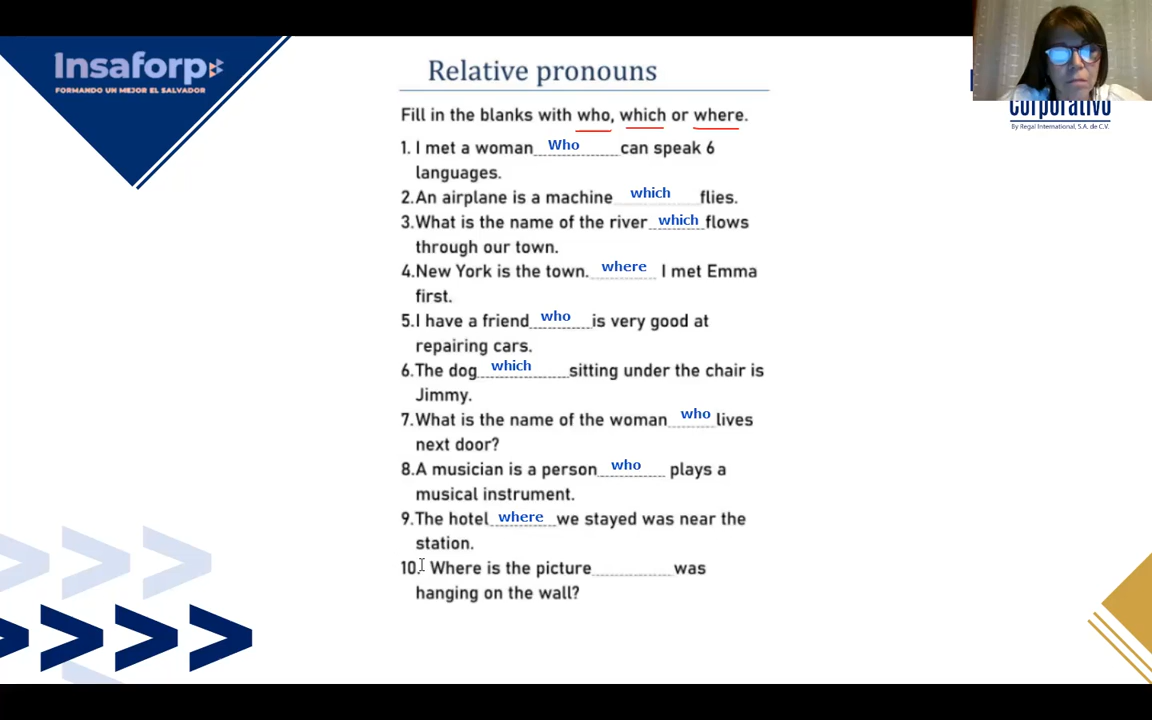 Insaforp
FORMANDO UN MEJOR EL SALVADOR
Relative pronouns
corporativo
By Regal International, S.A. de C.V.
Fill in the blanks with who, which or where.
1. I met a woman Who can speak 6
languages.
2.An airplane is a machine which flies.
3.What is the name of the river which flows
through our town.
4.New York is the town. where I met Emma
first.
5.I have a friend who is very good at
repairing cars.
6.The dog which sitting under the chair is
Jimmy.
7.What is the name of the woman who lives
next door?
8.A musician is a person who plays a
musical instrument.
9.The hotel where we stayed was near the
station.
10. Where is the picture was
hanging on the wall?